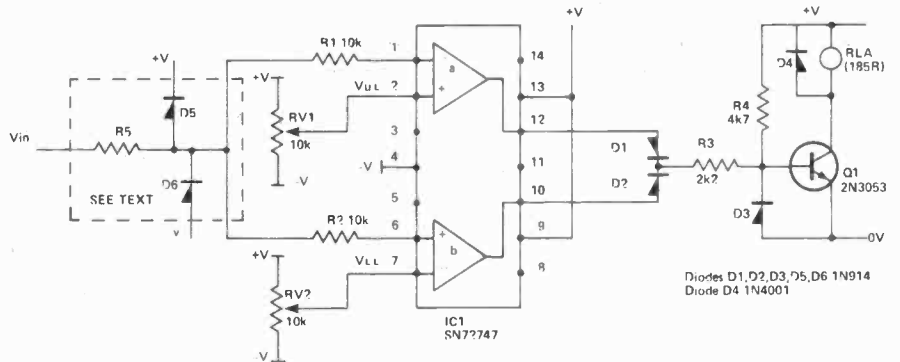 +V
R1 10k
1
14
+V
+V
D4
RLA
(185R)
+V
D5
R5
Vin
D6
SEE TEXT
+V
RV1
10k
-V
VUL
2
a
+
13
3
12
-V
4
11
5
10
D1
D2
R3
2k2
R4
4k7
Q1
2N3053
D3
0V
R2 10k
6
+
b
9
VLL
7
8
+V
RV2
10k
-V
IC1
SN72747
Diodes D1,D2,D3,D5,D6 1N914
Diode D4 1N4001